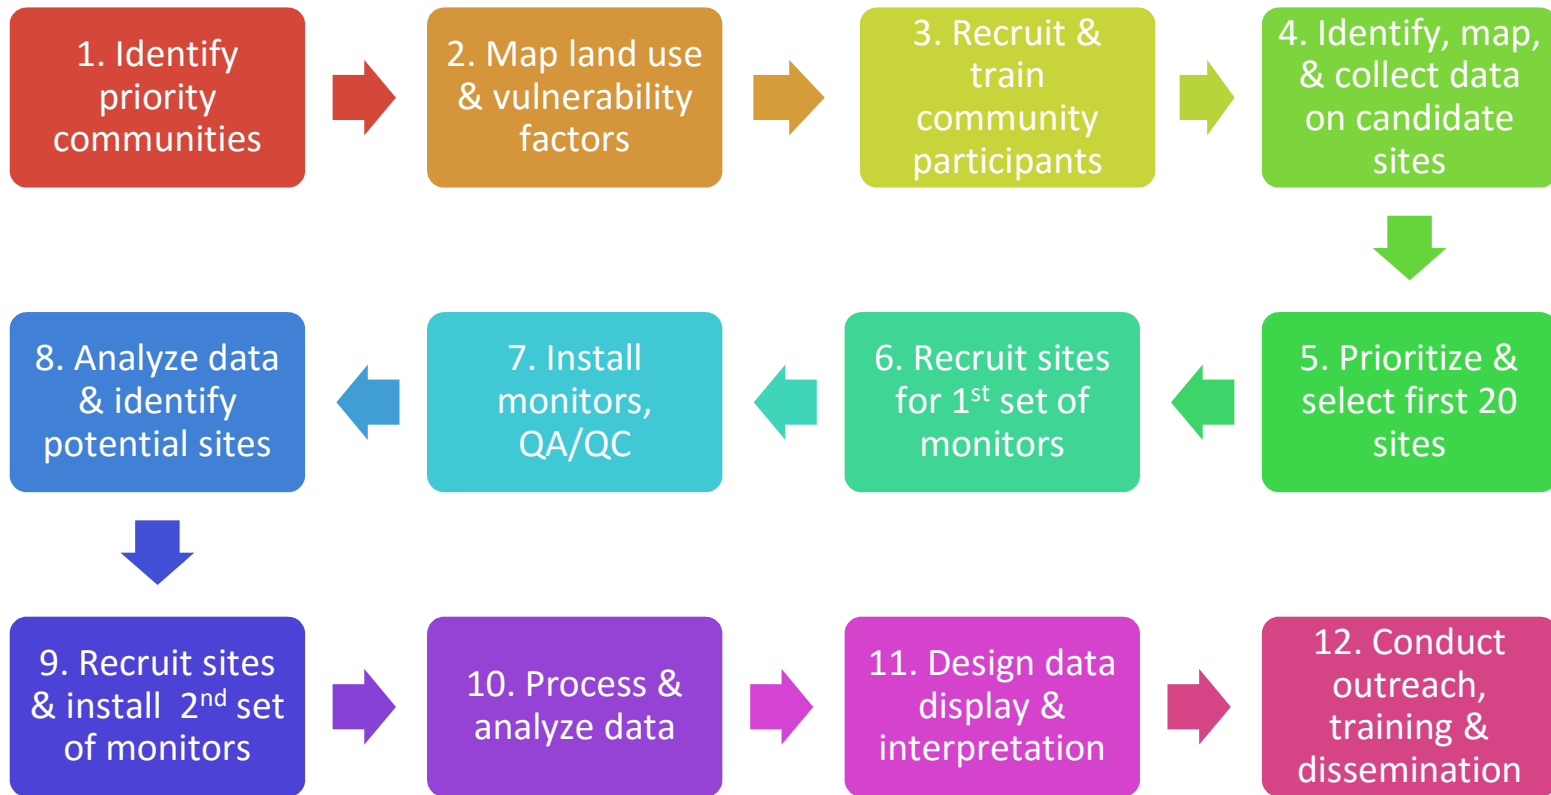 1. Identify
priority
communities
2. Map land use
& vulnerability
factors
3. Recruit &
train
community
participants
4. Identify, map,
& collect data
on candidate
sites
5. Prioritize &
select first 20
sites
6. Recruit sites
for 1st set of
monitors
7. Install
monitors,
QA/QC
8. Analyze data
& identify
potential sites
9. Recruit sites
& install 2nd set
of monitors
10. Process &
analyze data
11. Design data
display &
interpretation
12. Conduct
outreach,
training &
dissemination